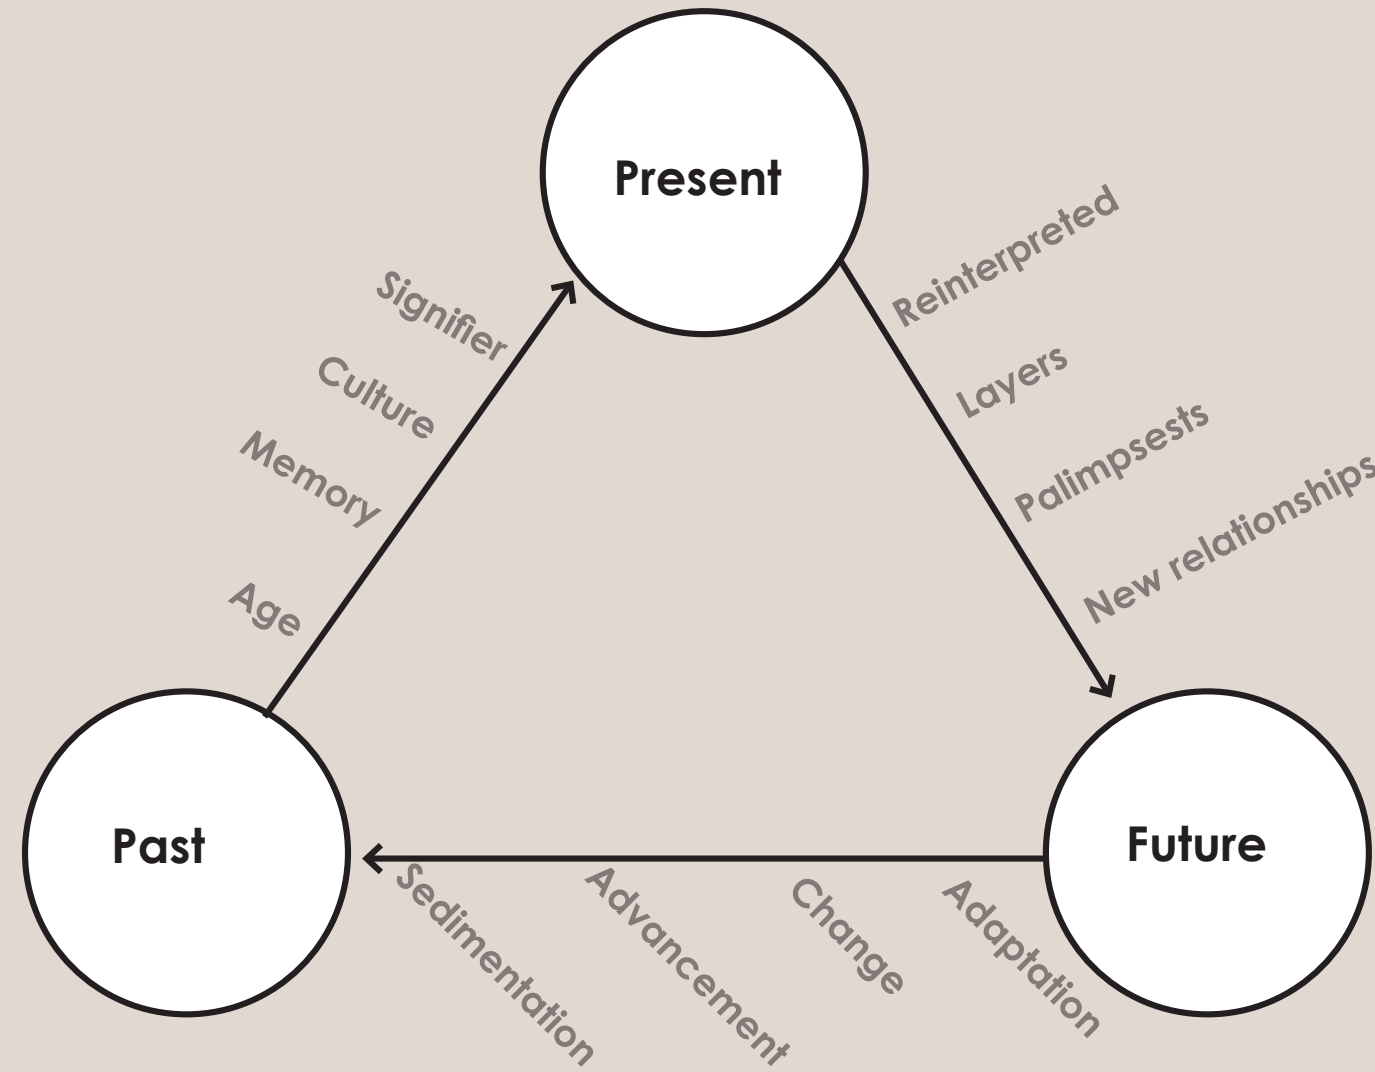 Present
Signifier
Culture
Memory
Age
Reinterpreted
Layers
Palimpsests
New relationships
Past
Future
Sedimentation
Advancement
Change
Adaptation